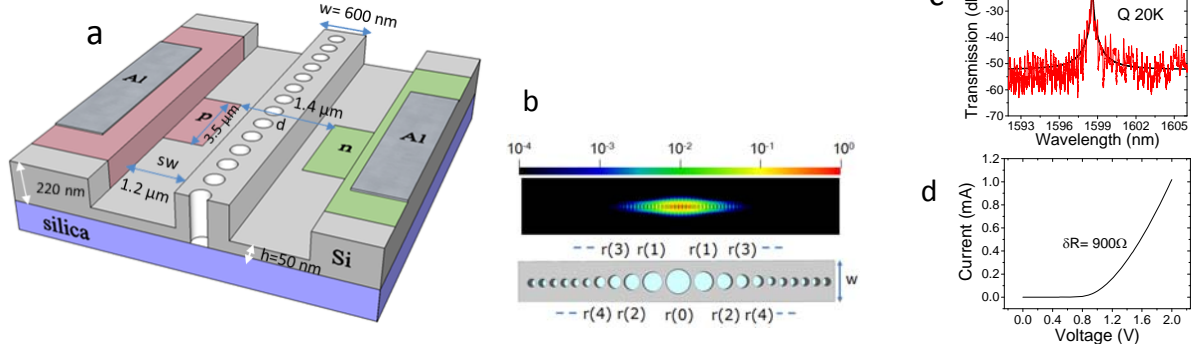 a
w= 600 nm
Al
p
3.5 μm
1.4 μm
d
n
Al
sw
1.2 μm
220 nm
silica
h=50 nm
Si
b
10-4 10-3 10-2 10-1 100
r(3) r(1) r(1) r(3)
w
r(4) r(2) r(0) r(2) r(4)
Q 20K
-30
-40
-50
-60
-70
1593 1596 1599 1602 1605
Wavelength (nm)
d
1.2
1.0
0.8
0.6
0.4
0.2
0.0
Current (mA)
δR= 900Ω
0.0 0.4 0.8 1.2 1.6 2.0
Voltage (V)